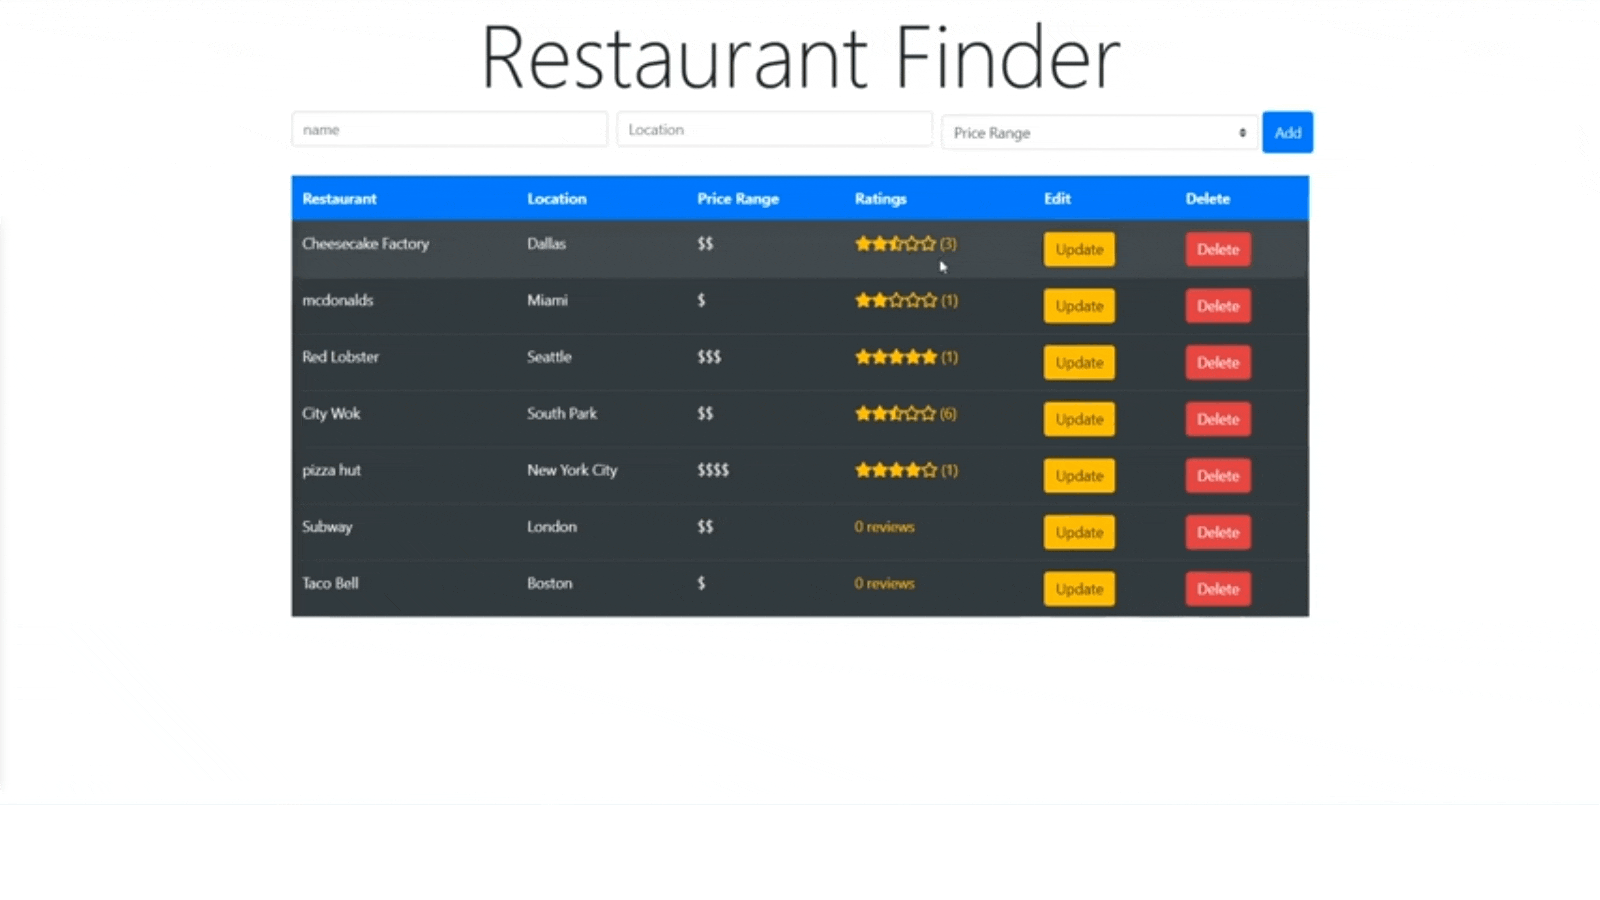 Restaurant Finder
name Location Price Range Add
Restaurant Location Price Range Ratings Edit Delete
Cheesecake Factory Dallas $$ (3) Update Delete
mcdonalds Miami $ (1) Update Delete
Red Lobster Seattle $$$ (1) Update Delete
City Wok South Park $$ (6) Update Delete
pizza hut New York City $$$$ (1) Update Delete
Subway London $$ 0 reviews Update Delete
Taco Bell Boston $ 0 reviews Update Delete